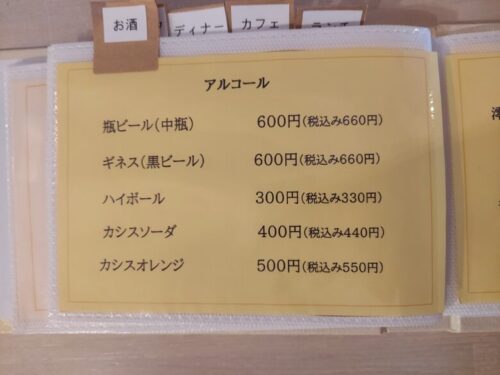 お酒
ディナー
カフェ
ランチ
アルコール
瓶ビール(中瓶) 600円(税込み660円)
ギネス(黒ビール) 600円(税込み660円)
ハイボール 300円(税込み330円)
カシスソーダ 400円(税込み440円)
カシスオレンジ 500円(税込み550円)